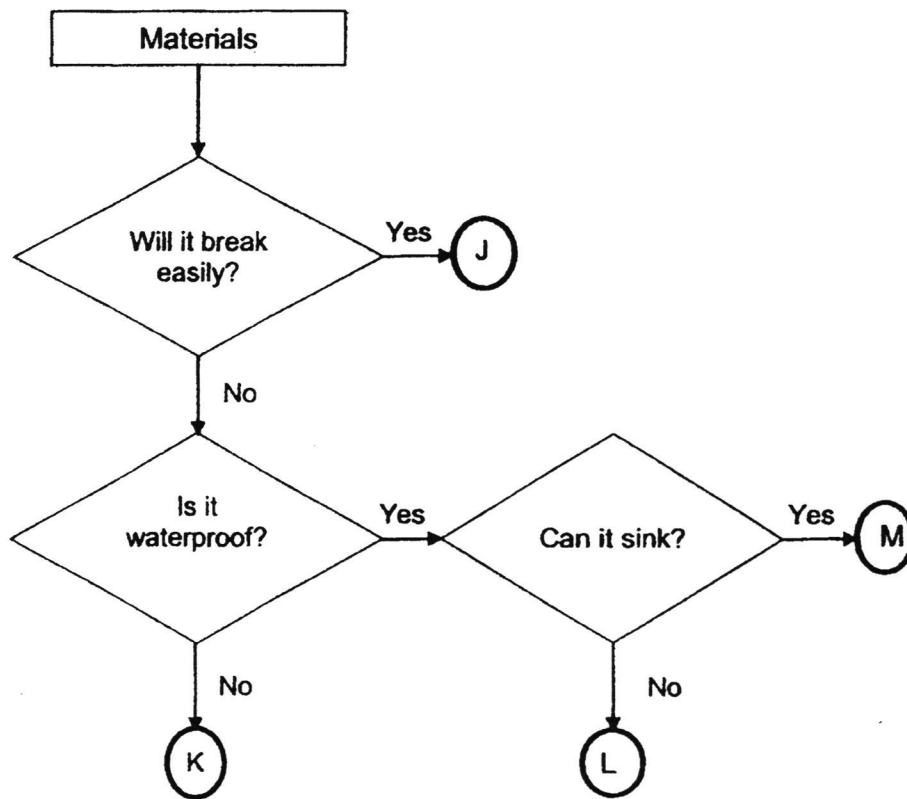 Materials
Will it break
easily?
Yes
J
No
Is it
waterproof?
Yes
Can it sink?
Yes
M
No
K
No
L